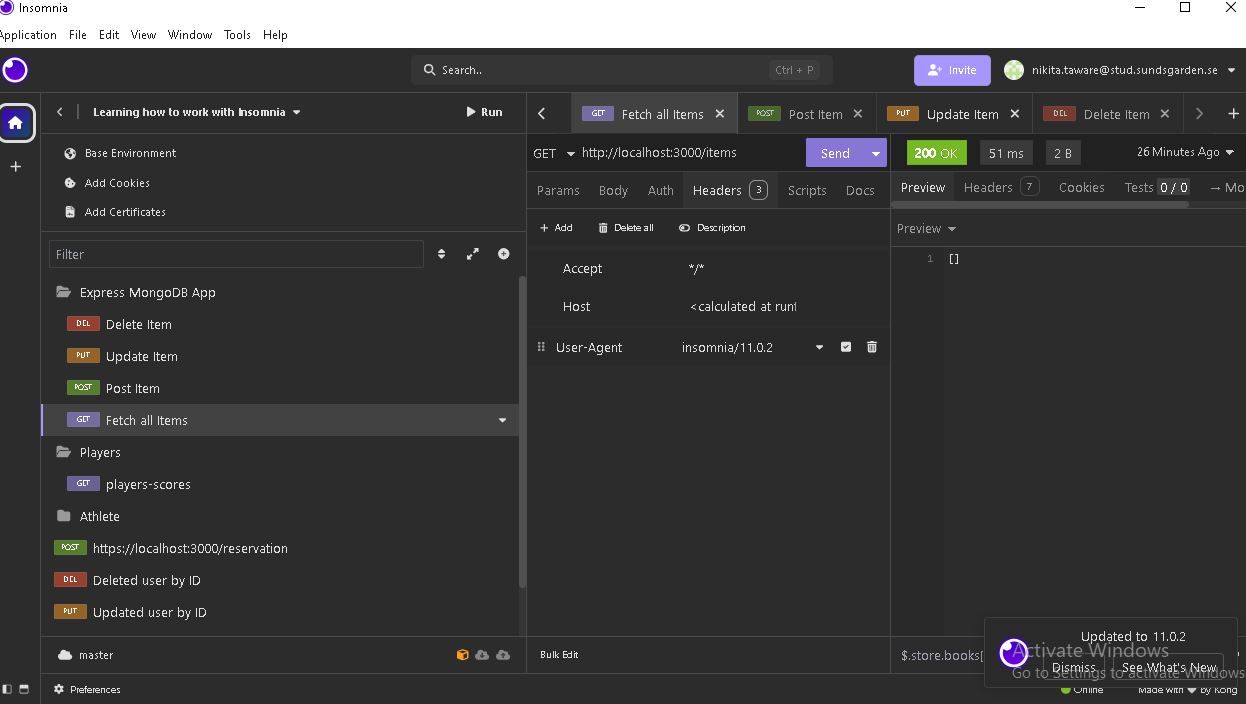 Insomnia
Application File Edit View Window Tools Help
Search.. Ctrl + P
Invite
nikita.taware@stud.sundsgarden.se
Learning how to work with Insomnia
Run
Base Environment
Add Cookies
Add Certificates
Filter
Express MongoDB App
DEL Delete Item
PUT Update Item
POST Post Item
GET Fetch all Items
Players
GET players-scores
Athlete
POST https://localhost:3000/reservation
DEL Deleted user by ID
PUT Updated user by ID
master
Preferences
GET Fetch all Items
POST Post Item
PUT Update Item
DEL Delete Item
GET http://localhost:3000/items
Send
Params Body Auth Headers 3 Scripts Docs
Add Delete all Description
Accept */*
Host <calculated at runt
User-Agent insomnia/11.0.2
Bulk Edit
200 OK 51 ms 2 B 26 Minutes Ago
Preview Headers 7 Cookies Tests 0 / 0 → Mo
Preview
1 []
$.store.books[
Updated to 11.0.2
Dismiss See What's New
Activate Windows
Go to Settings to activate Windows
Online Made with ♥ by Kong